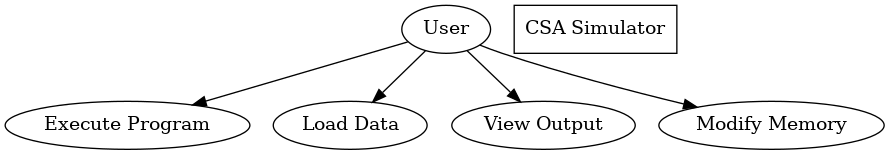 User
CSA Simulator
Execute Program
Load Data
View Output
Modify Memory